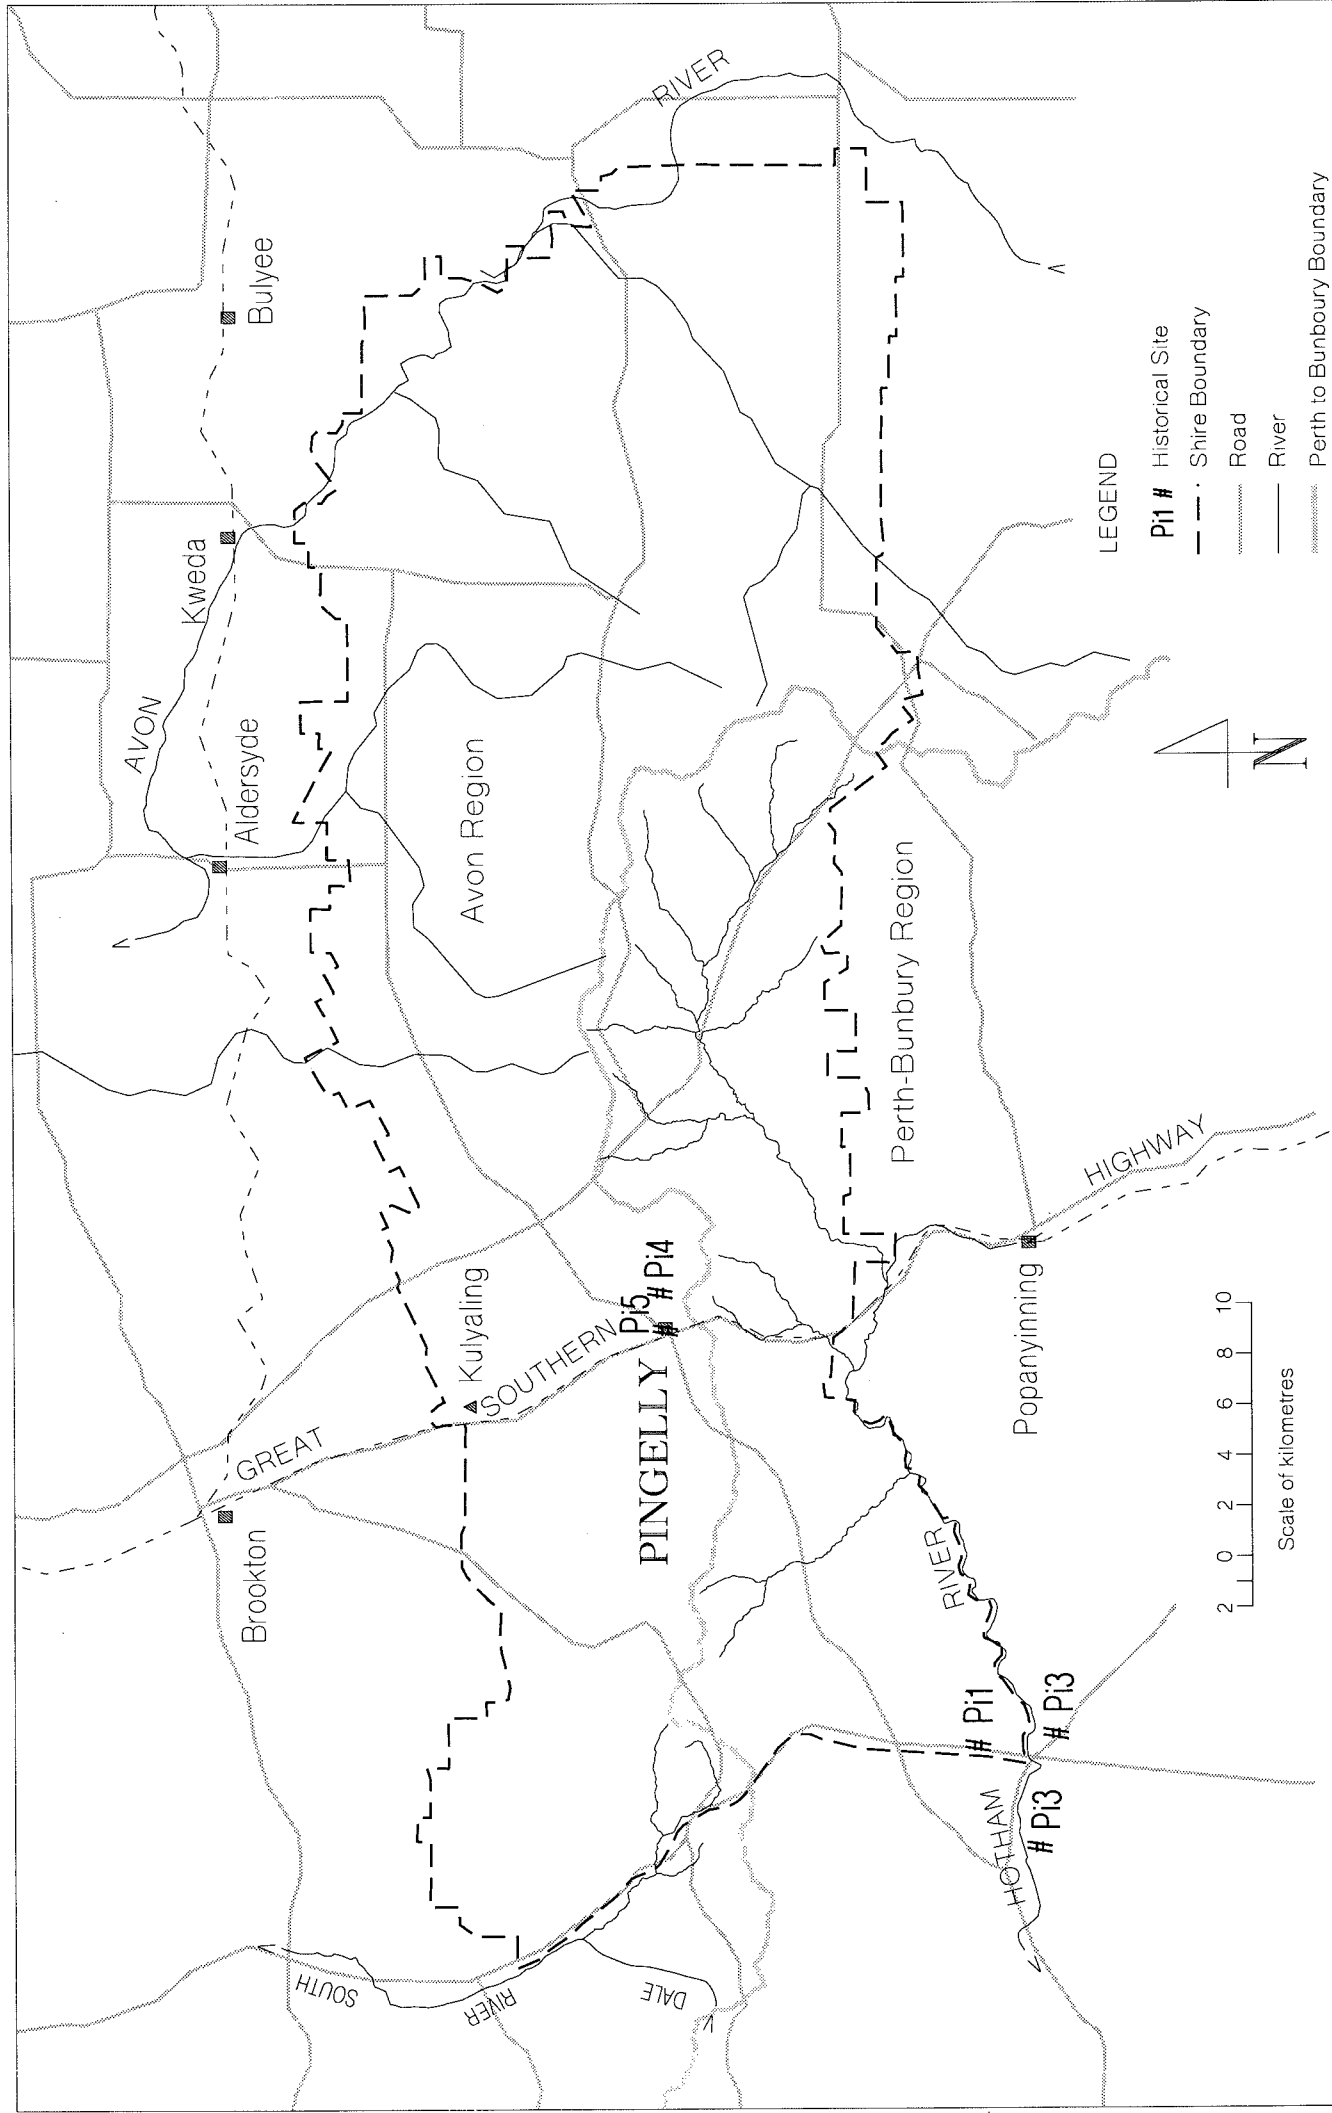 AVON
RIVER
Aldersyde
Kweda
Bulyee
Brookton
GREAT
SOUTHERN
HIGHWAY
Kulyaling
Avon Region
SOUTH
RIVER
DALE
PINGELLY
Pi5
#
# Pi4
Perth-Bunbury Region
HOTHAM
RIVER
# Pi1
# Pi3
# Pi3
Popanyinning
2 0 2 4 6 8 10
Scale of kilometres
N
LEGEND
Pi1 # Historical Site
Shire Boundary
Road
River
Perth to Bunboury Boundary